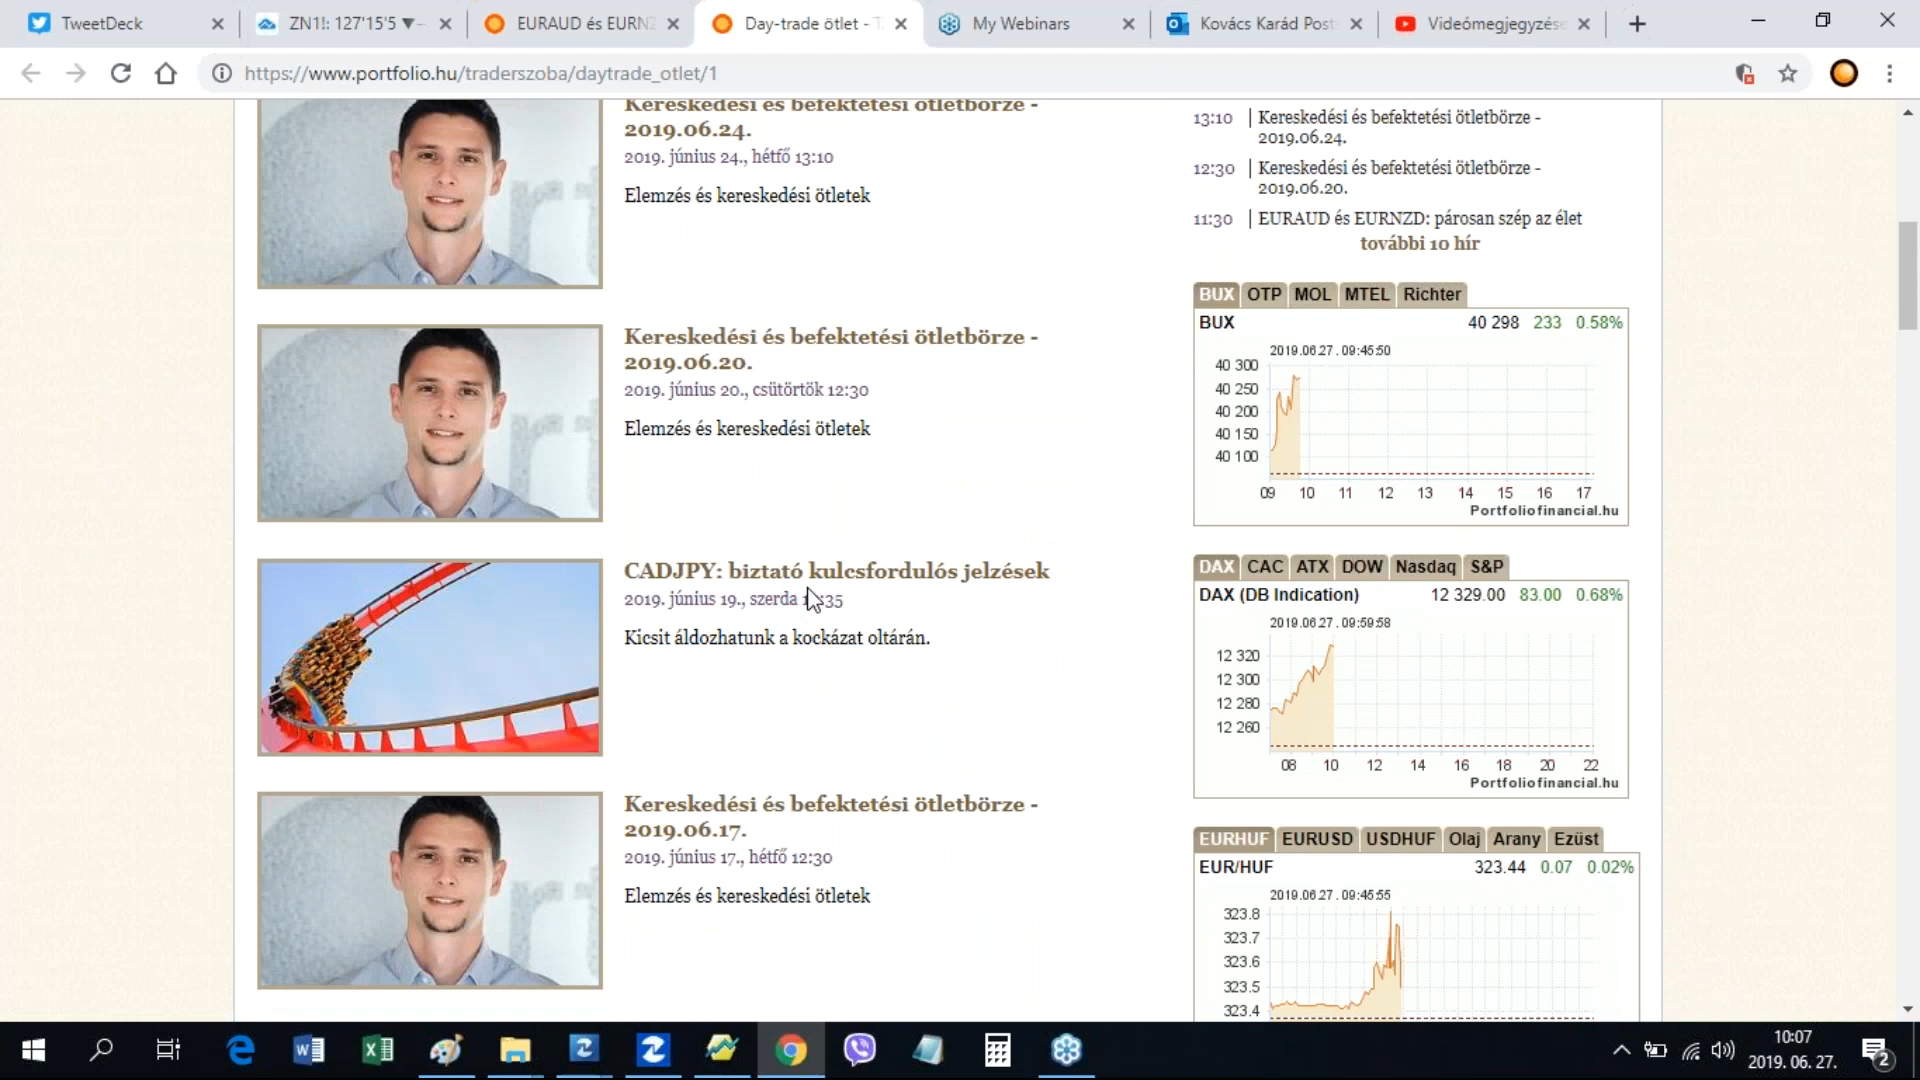 TweetDeck
ZN1!: 127'15'5 ▼
EURAUD és EURNZ
Day-trade ötlet - T
My Webinars
Kovács Karád Post
Videómegjegyzése
https://www.portfolio.hu/traderszoba/daytrade_otlet/1
Kereskedési és befektetési ötletbörze -
2019.06.24.
2019. június 24., hétfő 13:10
Elemzés és kereskedési ötletek
Kereskedési és befektetési ötletbörze -
2019.06.20.
2019. június 20., csütörtök 12:30
Elemzés és kereskedési ötletek
CADJPY: biztató kulcsfordulós jelzések
2019. június 19., szerda 1 :35
Kicsit áldozhatunk a kockázat oltárán.
Kereskedési és befektetési ötletbörze -
2019.06.17.
2019. június 17., hétfő 12:30
Elemzés és kereskedési ötletek
13:10 | Kereskedési és befektetési ötletbörze -
2019.06.24.
12:30 | Kereskedési és befektetési ötletbörze -
2019.06.20.
11:30 | EURAUD és EURNZD: párosan szép az élet
további 10 hír
BUX OTP MOL MTEL Richter
BUX 40 298 233 0.58%
2019.06.27. 09:45:50
40 300
40 250
40 200
40 150
40 100
09 10 11 12 13 14 15 16 17
Portfoliofinancial.hu
DAX CAC ATX DOW Nasdaq S&P
DAX (DB Indication) 12 329.00 83.00 0.68%
2019.06.27. 09:59:58
12 320
12 300
12 280
12 260
08 10 12 14 16 18 20 22
Portfoliofinancial.hu
EURHUF EURUSD USDHUF Olaj Arany Ezüst
EUR/HUF 323.44 0.07 0.02%
2019.06.27. 09:45:55
323.8
323.7
323.6
323.5
323.4
10:07
2019. 06. 27.
2